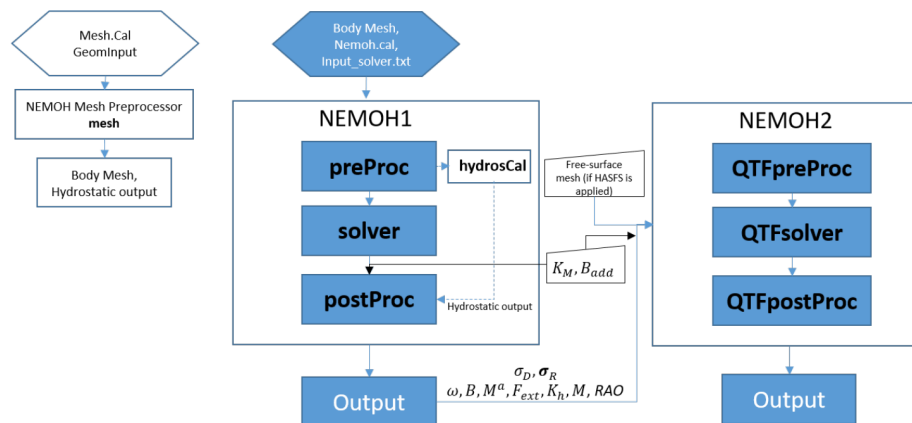 Mesh.Cal
GeomInput
NEMOH Mesh Preprocessor
mesh
Body Mesh,
Hydrostatic output
Body Mesh,
Nemoh.cal,
Input_solver.txt
NEMOH1
preProc
hydrosCal
solver
postProc
Hydrostatic output
Output
Free-surface
mesh (if HASFS is
applied)
K_M, B_add
σ_D, σ_R
ω, B, M^a, F_ext, K_h, M, RAO
NEMOH2
QTFpreProc
QTFsolver
QTFpostProc
Output